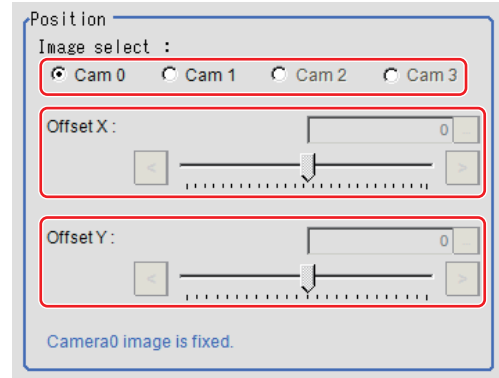 Position
Image select :
Cam 0 Cam 1 Cam 2 Cam 3
Offset X :
0 ...
< >
Offset Y :
0 ...
< >
Camera0 image is fixed.